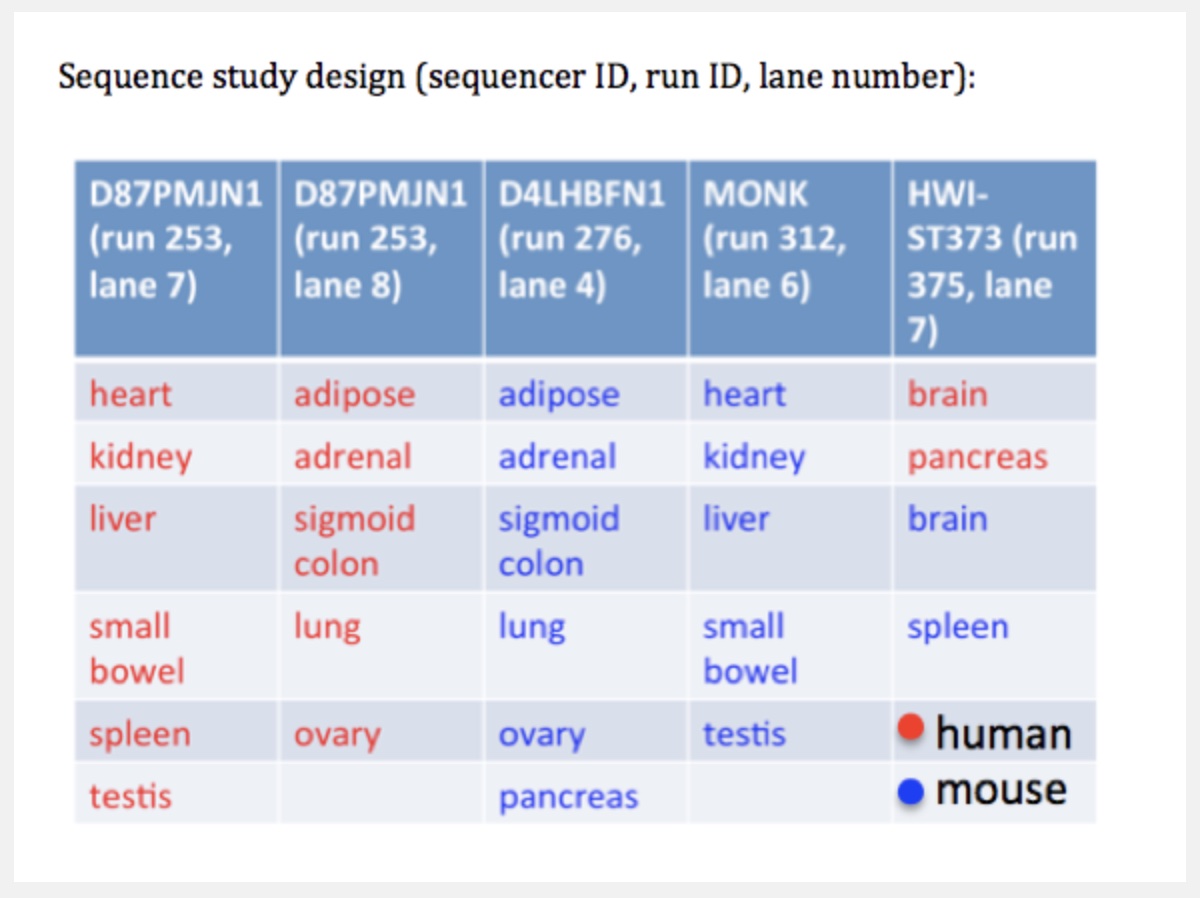 Sequence study design (sequencer ID, run ID, lane number):
D87PMJN1 (run 253, lane 7)
D87PMJN1 (run 253, lane 8)
D4LHBFN1 (run 276, lane 4)
MONK (run 312, lane 6)
HWI-ST373 (run 375, lane 7)
heart adipose adipose heart brain
kidney adrenal adrenal kidney pancreas
liver sigmoid colon sigmoid colon liver brain
small bowel lung lung small bowel spleen
spleen ovary ovary testis human
testis pancreas mouse